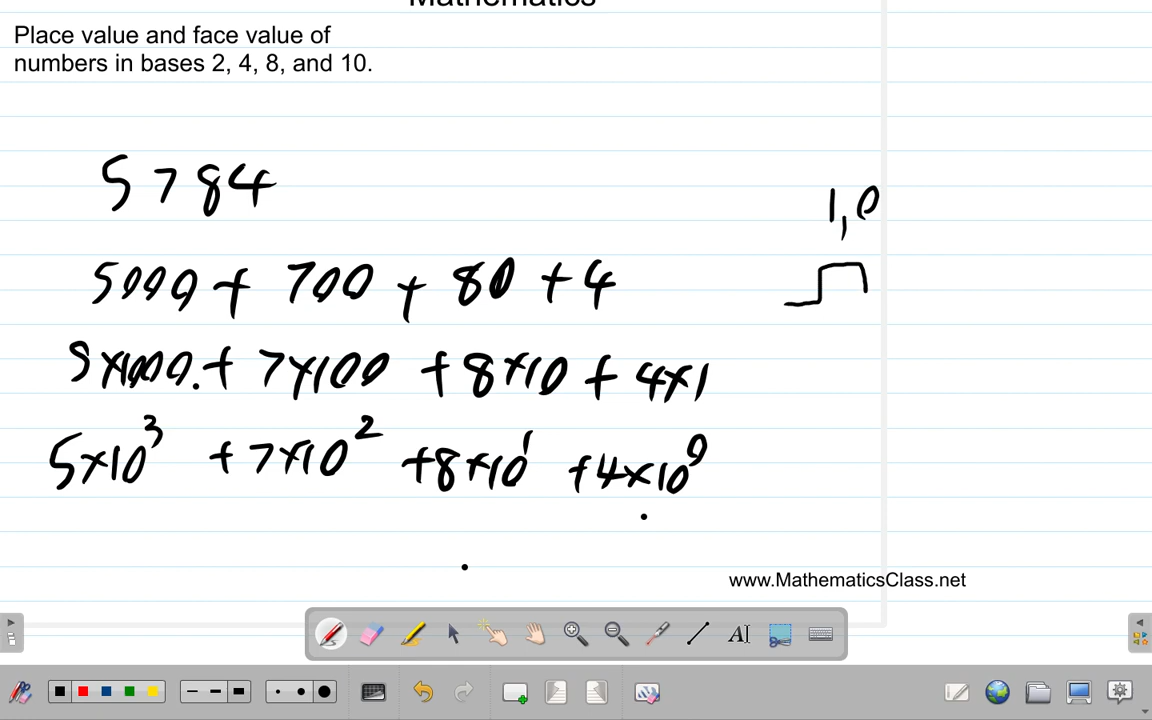 Mathematics
Place value and face value of
numbers in bases 2, 4, 8, and 10.
5784
1,0
5000 + 700 + 80 + 4
5×1000 + 7×100 + 8×10 + 4×1
5×10³ + 7×10² + 8×10¹ + 4×10⁰
www.MathematicsClass.net
AI